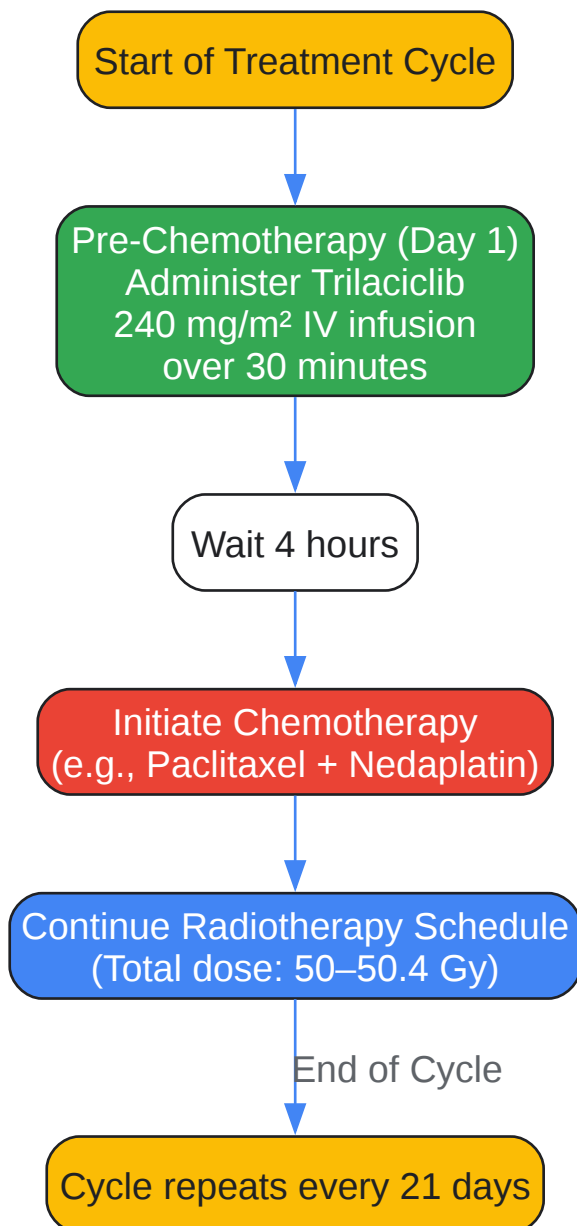 Start of Treatment Cycle
Pre-Chemotherapy (Day 1)
Administer Trilaciclib
240 mg/m² IV infusion
over 30 minutes
Wait 4 hours
Initiate Chemotherapy
(e.g., Paclitaxel + Nedaplatin)
Continue Radiotherapy Schedule
(Total dose: 50–50.4 Gy)
End of Cycle
Cycle repeats every 21 days